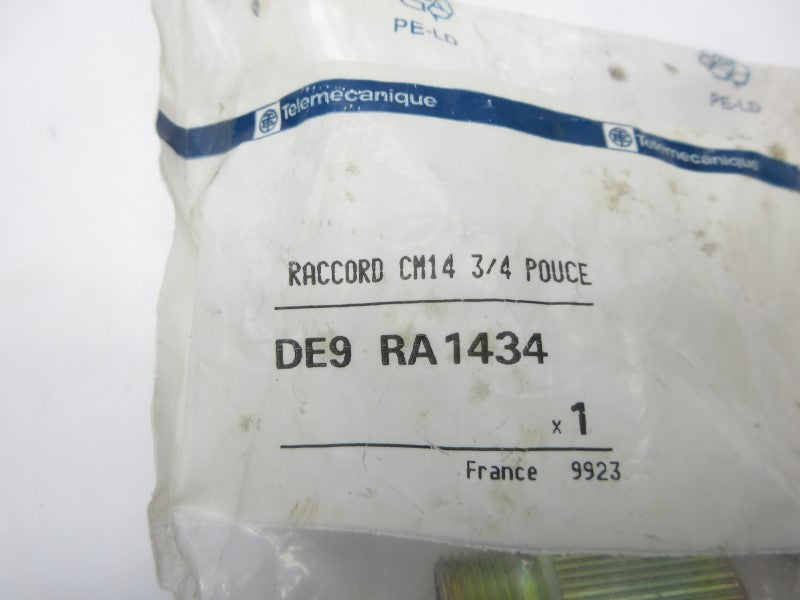 PE-LD
PE-LD
Telemecanique
Telemecanique
RACCORD CM14 3/4 POUCE
DE9 RA1434
x 1
France 9923